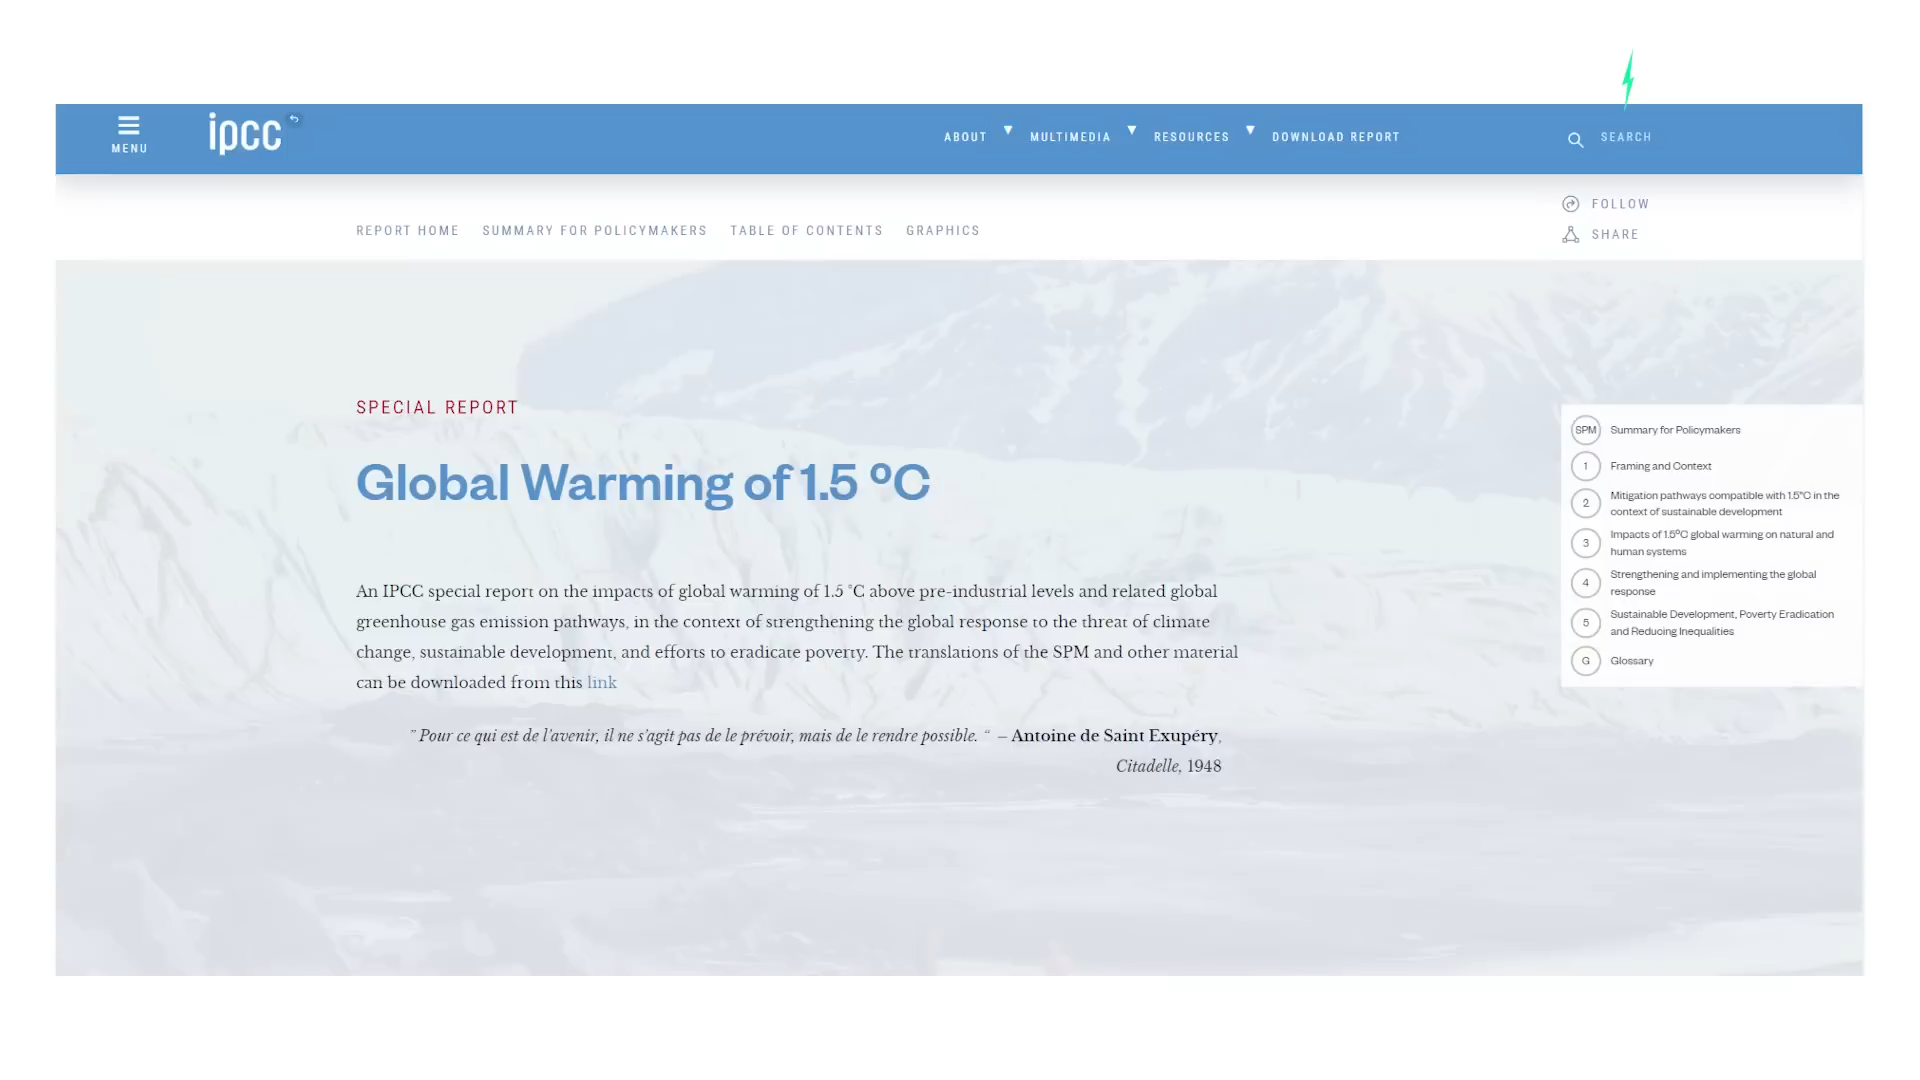 MENU
ipcc
ABOUT
MULTIMEDIA
RESOURCES
DOWNLOAD REPORT
SEARCH
FOLLOW
SHARE
REPORT HOME
SUMMARY FOR POLICYMAKERS
TABLE OF CONTENTS
GRAPHICS
SPECIAL REPORT
Global Warming of 1.5 ºC
An IPCC special report on the impacts of global warming of 1.5 °C above pre-industrial levels and related global
greenhouse gas emission pathways, in the context of strengthening the global response to the threat of climate
change, sustainable development, and efforts to eradicate poverty. The translations of the SPM and other material
can be downloaded from this link
” Pour ce qui est de l’avenir, il ne s’agit pas de le prévoir, mais de le rendre possible. “ – Antoine de Saint Exupéry,
Citadelle, 1948
SPM Summary for Policymakers
1 Framing and Context
2 Mitigation pathways compatible with 1.5°C in the
context of sustainable development
3 Impacts of 1.5ºC global warming on natural and
human systems
4 Strengthening and implementing the global
response
5 Sustainable Development, Poverty Eradication
and Reducing Inequalities
G Glossary